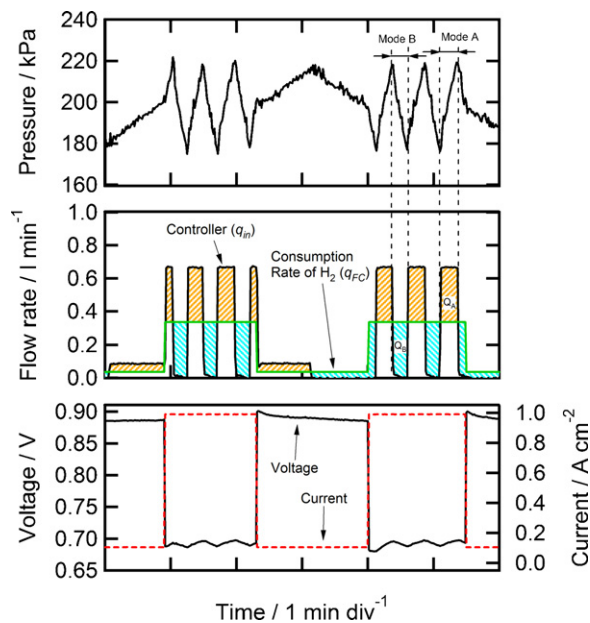 Mode B
Mode A
Pressure / kPa
240
220
200
180
160
Flow rate / l min⁻¹
1.0
0.8
0.6
0.4
0.2
0.0
Controller (q_in)
Consumption
Rate of H₂ (q_FC)
Q_A
Q_B
Voltage / V
0.90
0.85
0.80
0.75
0.70
0.65
Voltage
Current
1.0
0.8
0.6
0.4
0.2
0.0
Current / A cm⁻²
Time / 1 min div⁻¹